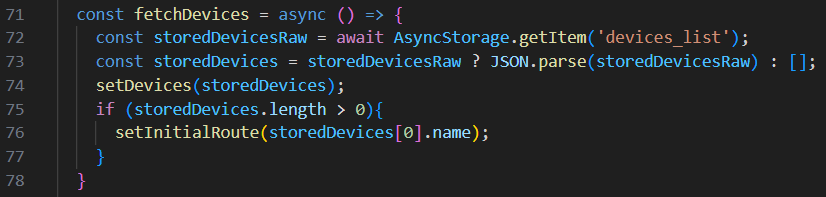 71 const fetchDevices = async () => {
72 const storedDevicesRaw = await AsyncStorage.getItem('devices_list');
73 const storedDevices = storedDevicesRaw ? JSON.parse(storedDevicesRaw) : [];
74 setDevices(storedDevices);
75 if (storedDevices.length > 0){
76 setInitialRoute(storedDevices[0].name);
77 }
78 }